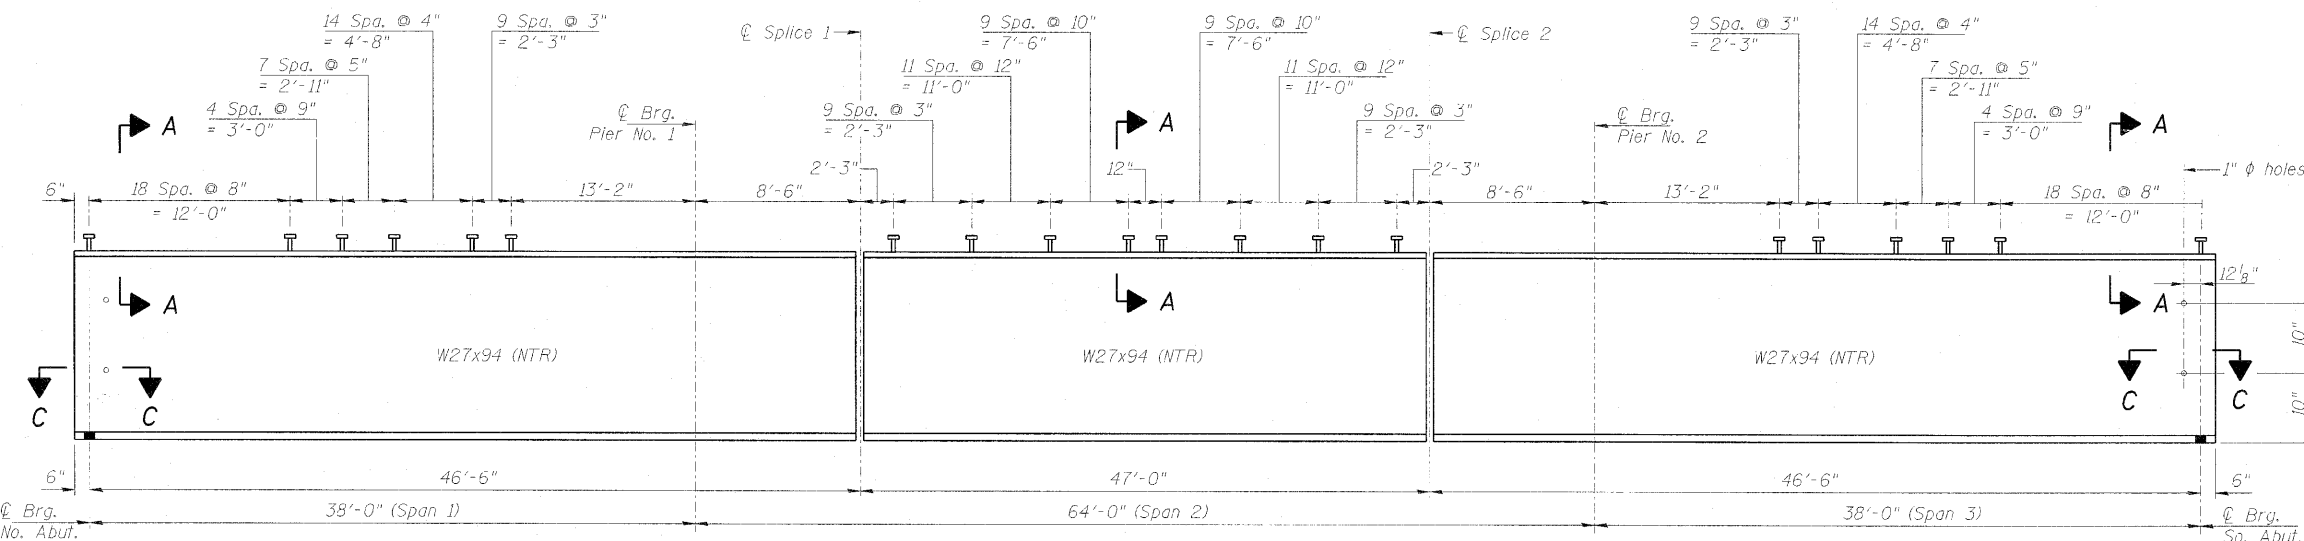 14 Spa. @ 4"
= 4'-8"
9 Spa. @ 3"
= 2'-3"
℄ Splice 1
9 Spa. @ 10"
= 7'-6"
9 Spa. @ 10"
= 7'-6"
℄ Splice 2
9 Spa. @ 3"
= 2'-3"
14 Spa. @ 4"
= 4'-8"
7 Spa. @ 5"
= 2'-11"
11 Spa. @ 12"
= 11'-0"
11 Spa. @ 12"
= 11'-0"
7 Spa. @ 5"
= 2'-11"
4 Spa. @ 9"
= 3'-0"
℄ Brg.
Pier No. 1
9 Spa. @ 3"
= 2'-3"
9 Spa. @ 3"
= 2'-3"
℄ Brg.
Pier No. 2
4 Spa. @ 9"
= 3'-0"
A
A
A
2'-3"
12"
2'-3"
1" ϕ holes
6"
18 Spa. @ 8"
= 12'-0"
13'-2"
8'-6"
8'-6"
13'-2"
18 Spa. @ 8"
= 12'-0"
12 1/8"
A
A
A
10"
10"
W27x94 (NTR)
W27x94 (NTR)
W27x94 (NTR)
C
C
C
C
6"
46'-6"
47'-0"
46'-6"
6"
℄ Brg.
No. Abut.
38'-0" (Span 1)
64'-0" (Span 2)
38'-0" (Span 3)
℄ Brg.
So. Abut.